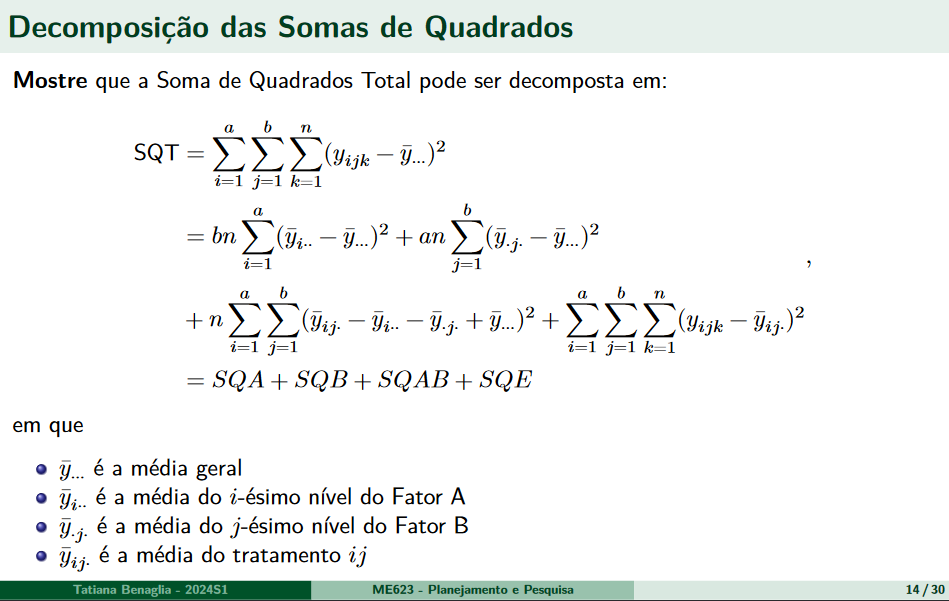 Decomposição das Somas de Quadrados
Mostre que a Soma de Quadrados Total pode ser decomposta em:
SQT = \sum_{i=1}^{a} \sum_{j=1}^{b} \sum_{k=1}^{n} (y_{ijk} - \bar{y}_{...})^2
= bn \sum_{i=1}^{a} (\bar{y}_{i..} - \bar{y}_{...})^2 + an \sum_{j=1}^{b} (\bar{y}_{.j.} - \bar{y}_{...})^2
,
+ n \sum_{i=1}^{a} \sum_{j=1}^{b} (\bar{y}_{ij.} - \bar{y}_{i..} - \bar{y}_{.j.} + \bar{y}_{...})^2 + \sum_{i=1}^{a} \sum_{j=1}^{b} \sum_{k=1}^{n} (y_{ijk} - \bar{y}_{ij.})^2
= SQA + SQB + SQAB + SQE
em que
\bar{y}_{...} é a média geral
\bar{y}_{i..} é a média do i-ésimo nível do Fator A
\bar{y}_{.j.} é a média do j-ésimo nível do Fator B
\bar{y}_{ij.} é a média do tratamento ij
Tatiana Benaglia - 2024S1 ME623 - Planejamento e Pesquisa 14 / 30